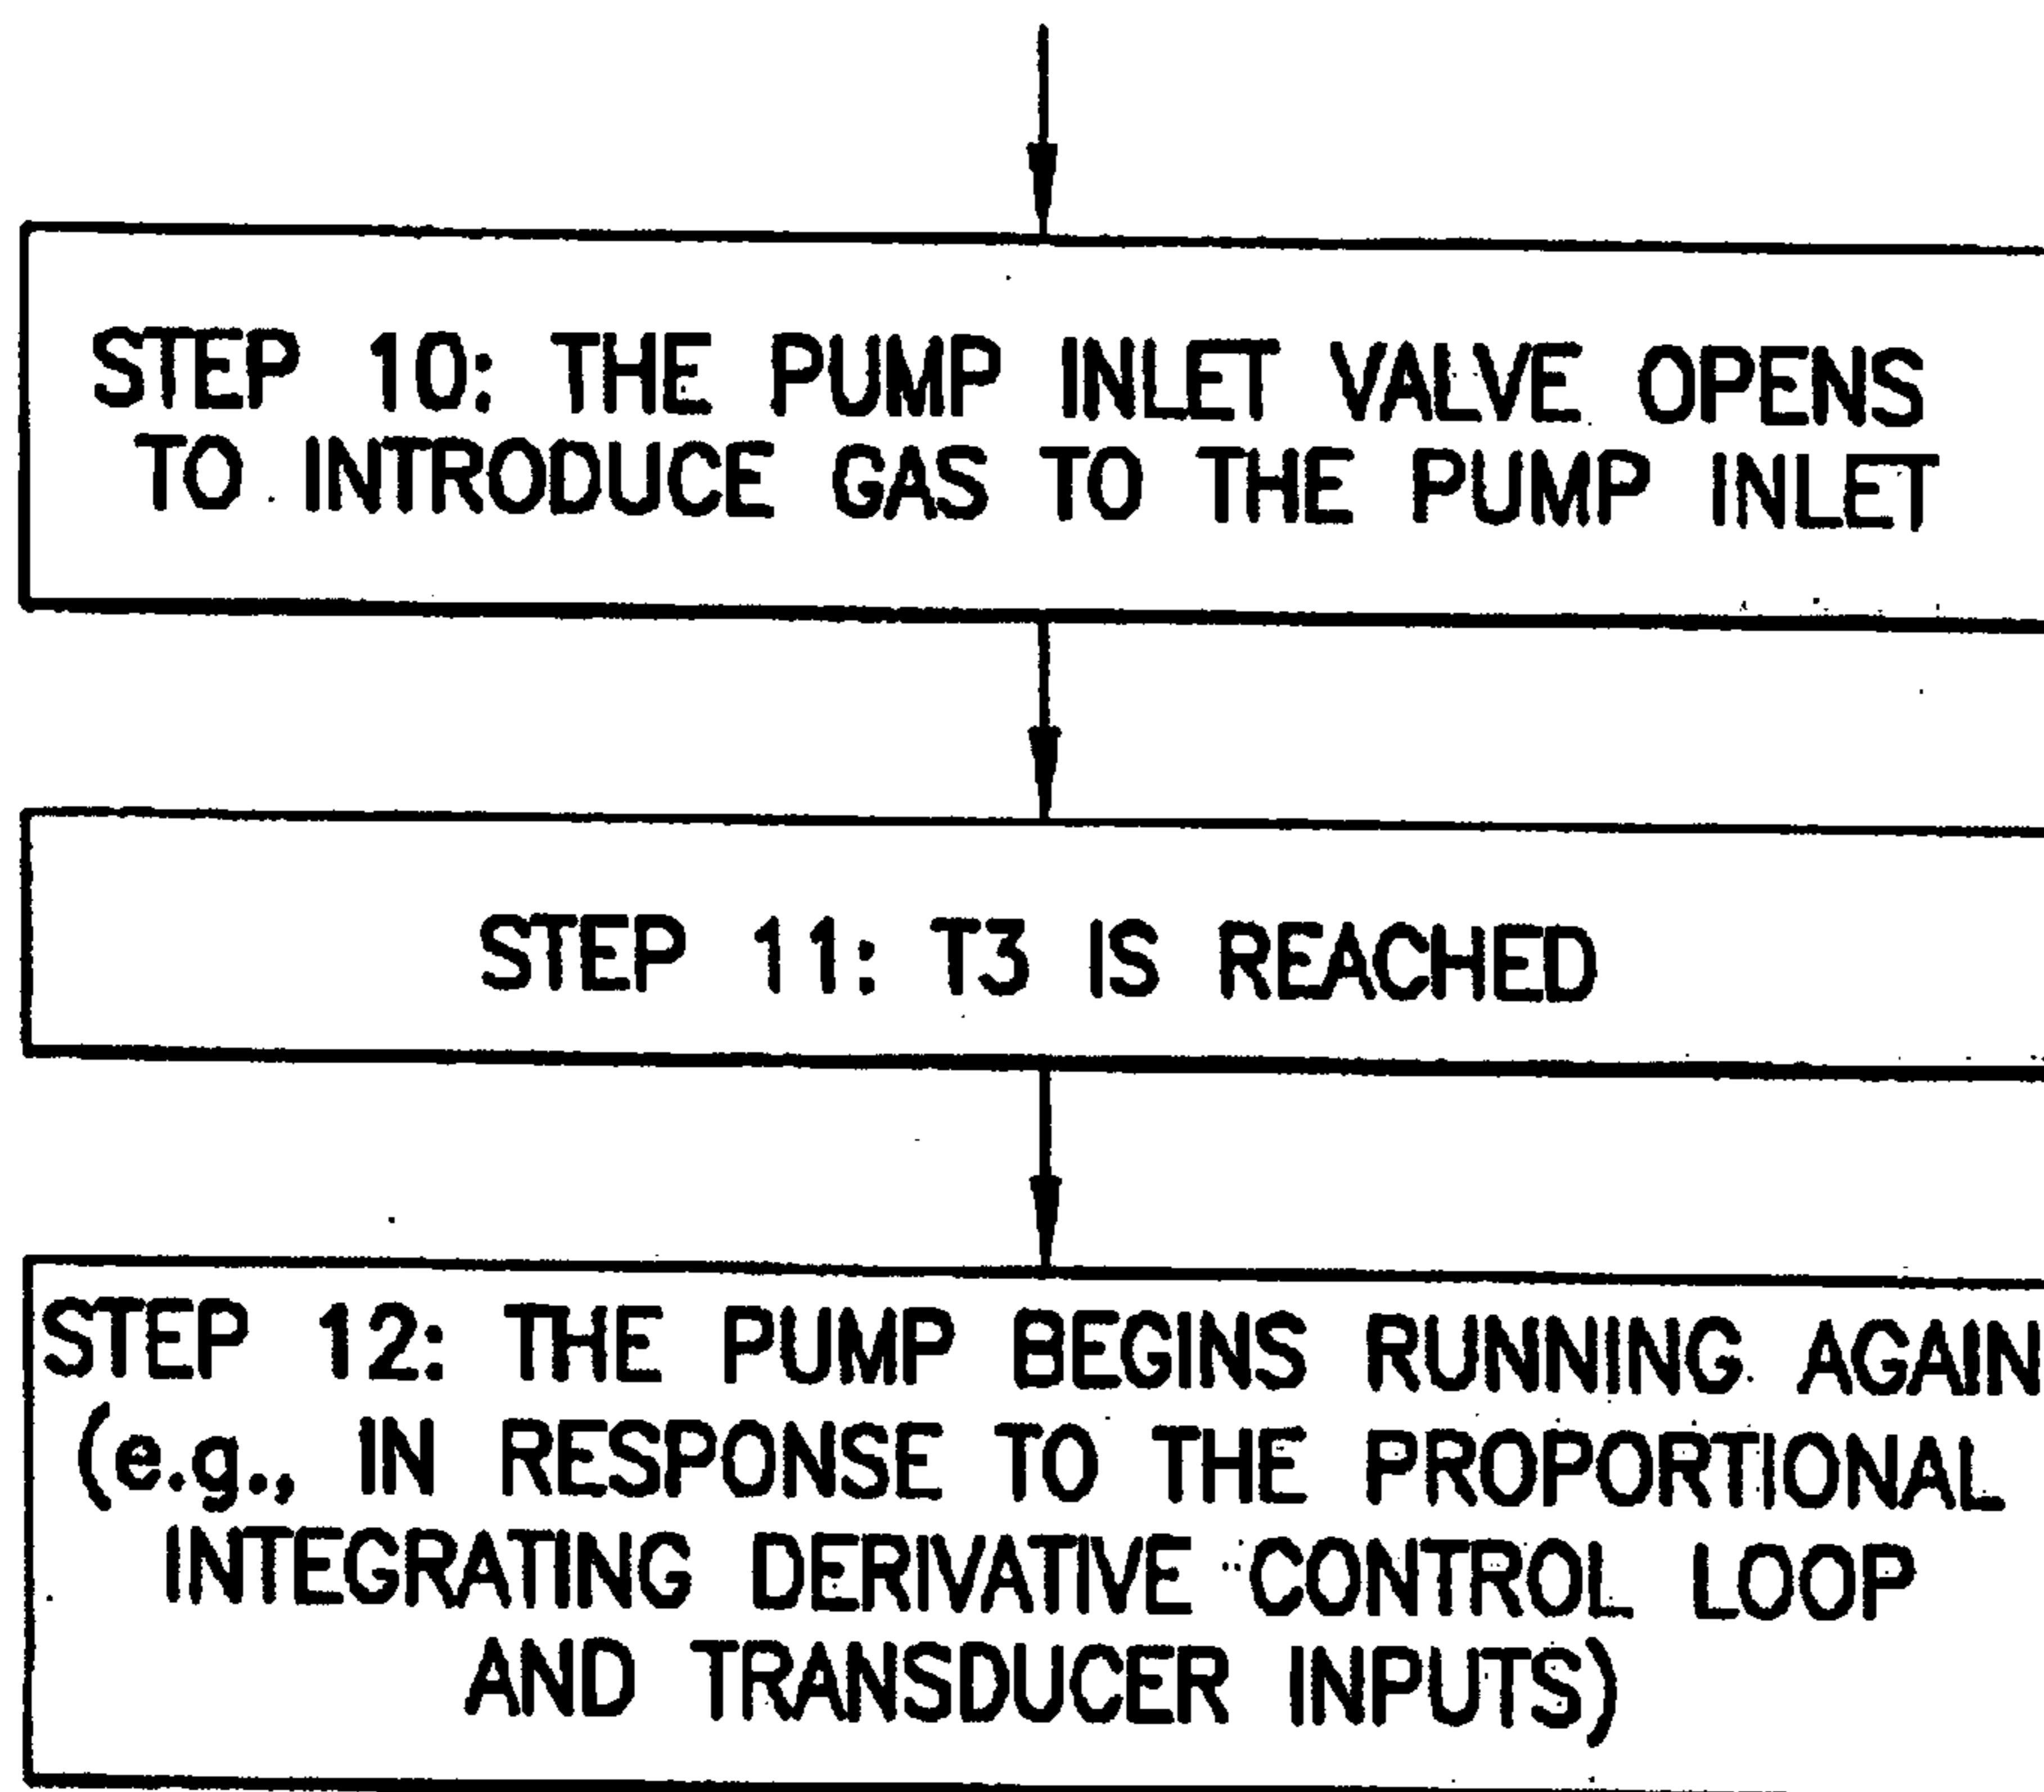 STEP 10: THE PUMP INLET VALVE OPENS
TO INTRODUCE GAS TO THE PUMP INLET
STEP 11: T3 IS REACHED
STEP 12: THE PUMP BEGINS RUNNING AGAIN
(e.g., IN RESPONSE TO THE PROPORTIONAL
INTEGRATING DERIVATIVE CONTROL LOOP
AND TRANSDUCER INPUTS)